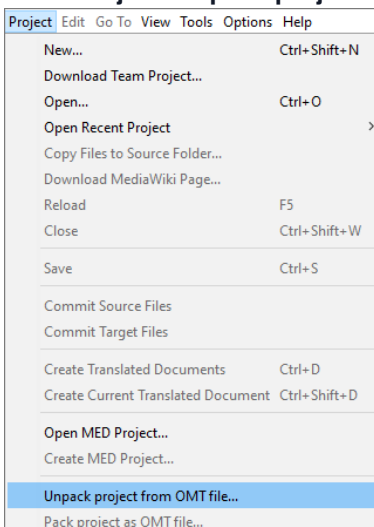 Project Edit Go To View Tools Options Help
New... Ctrl+Shift+N
Download Team Project...
Open... Ctrl+O
Open Recent Project >
Copy Files to Source Folder...
Download MediaWiki Page...
Reload F5
Close Ctrl+Shift+W
Save Ctrl+S
Commit Source Files
Commit Target Files
Create Translated Documents Ctrl+D
Create Current Translated Document Ctrl+Shift+D
Open MED Project...
Create MED Project...
Unpack project from OMT file...
Pack project as OMT file...